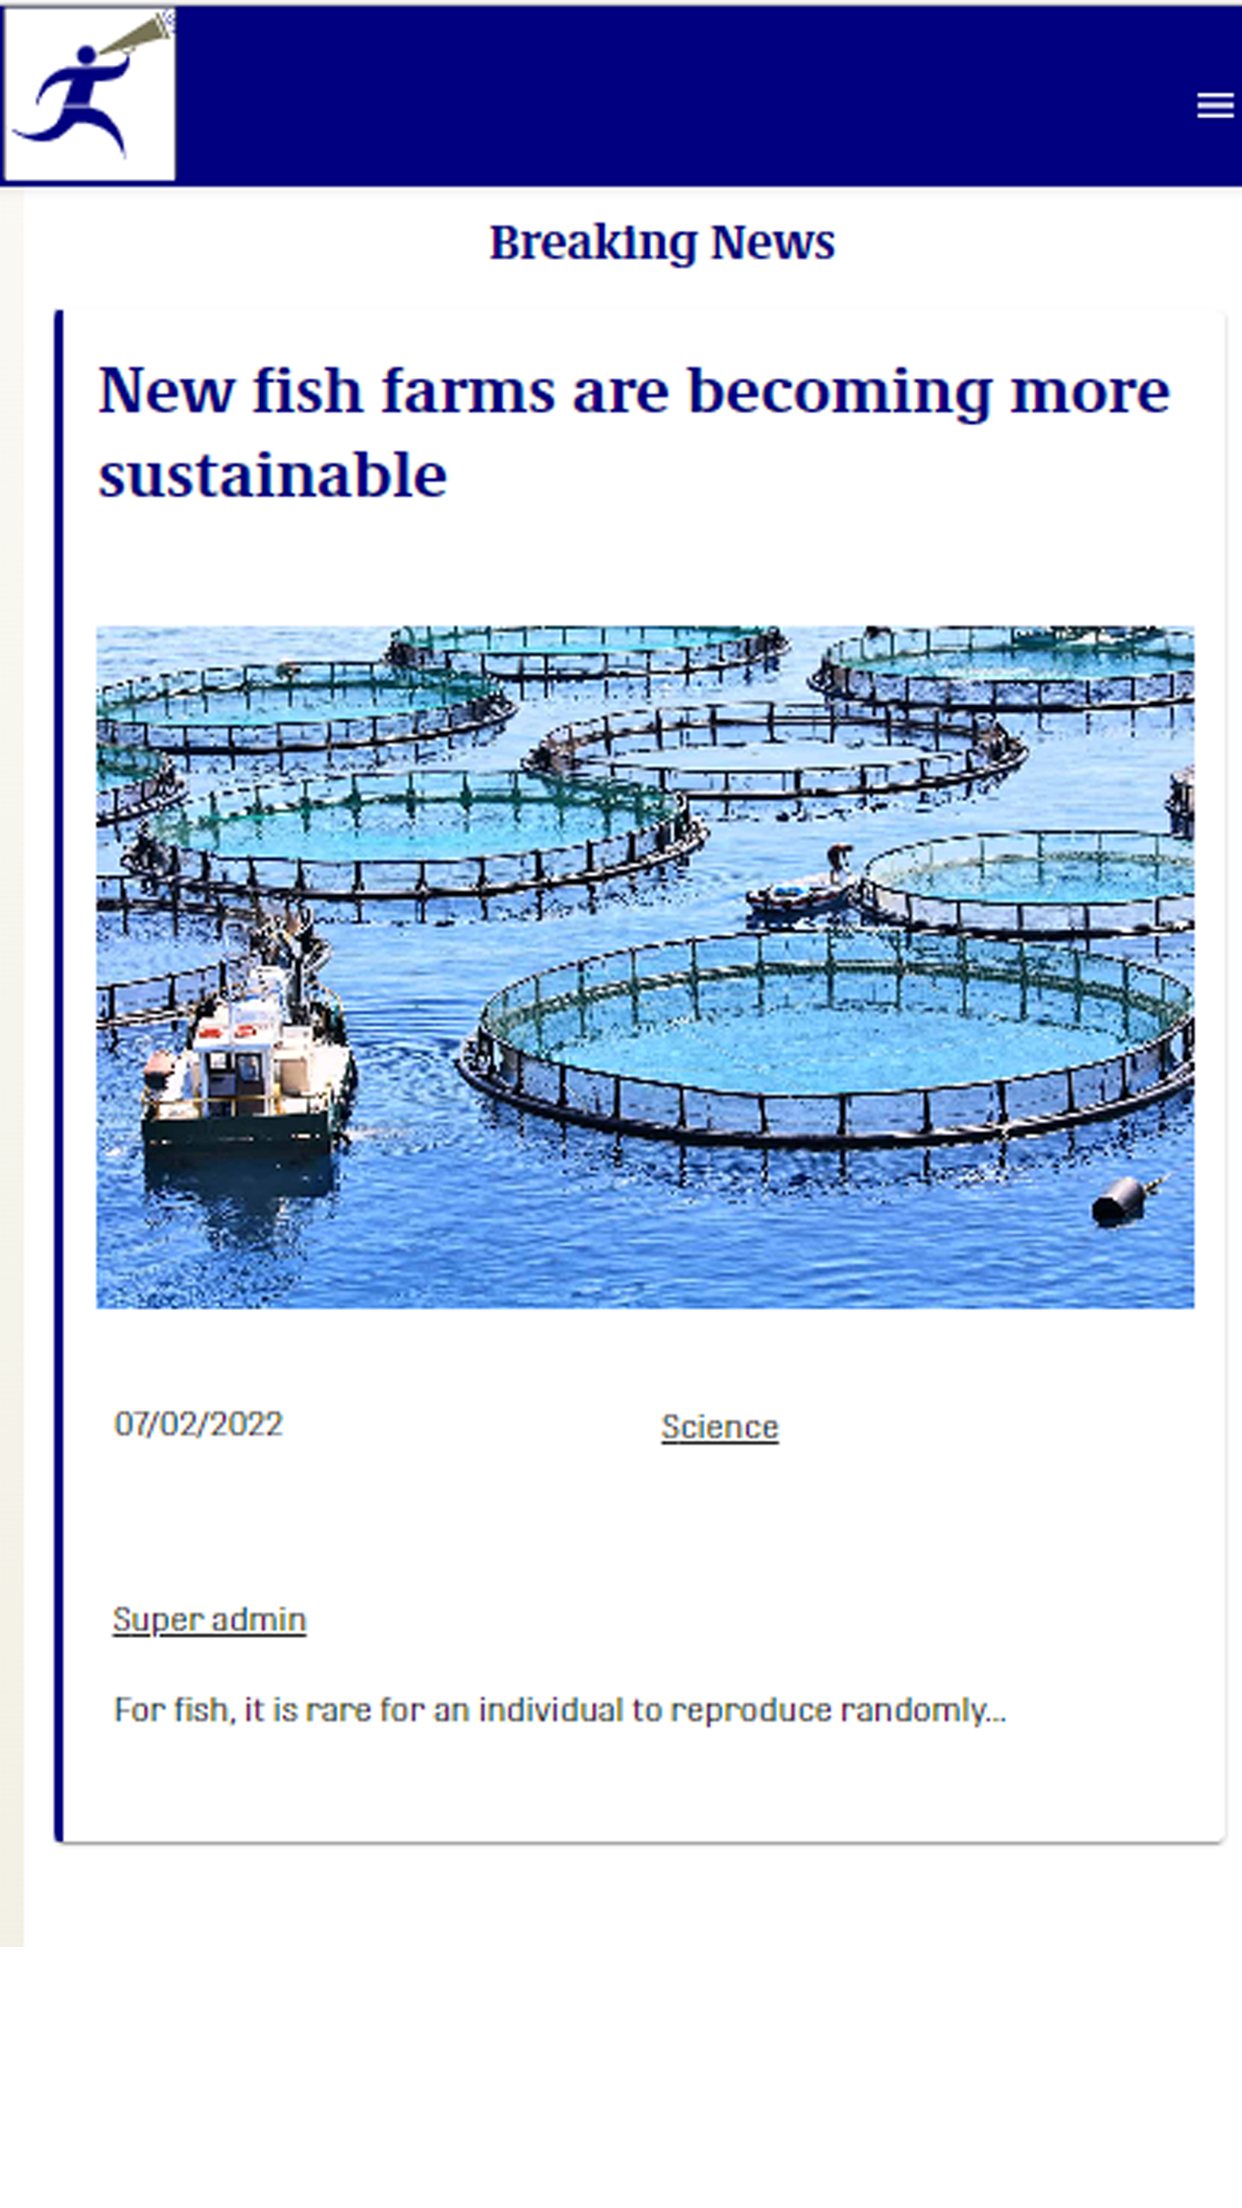 Breaking News
New fish farms are becoming more
sustainable
07/02/2022
Science
Super admin
For fish, it is rare for an individual to reproduce randomly...